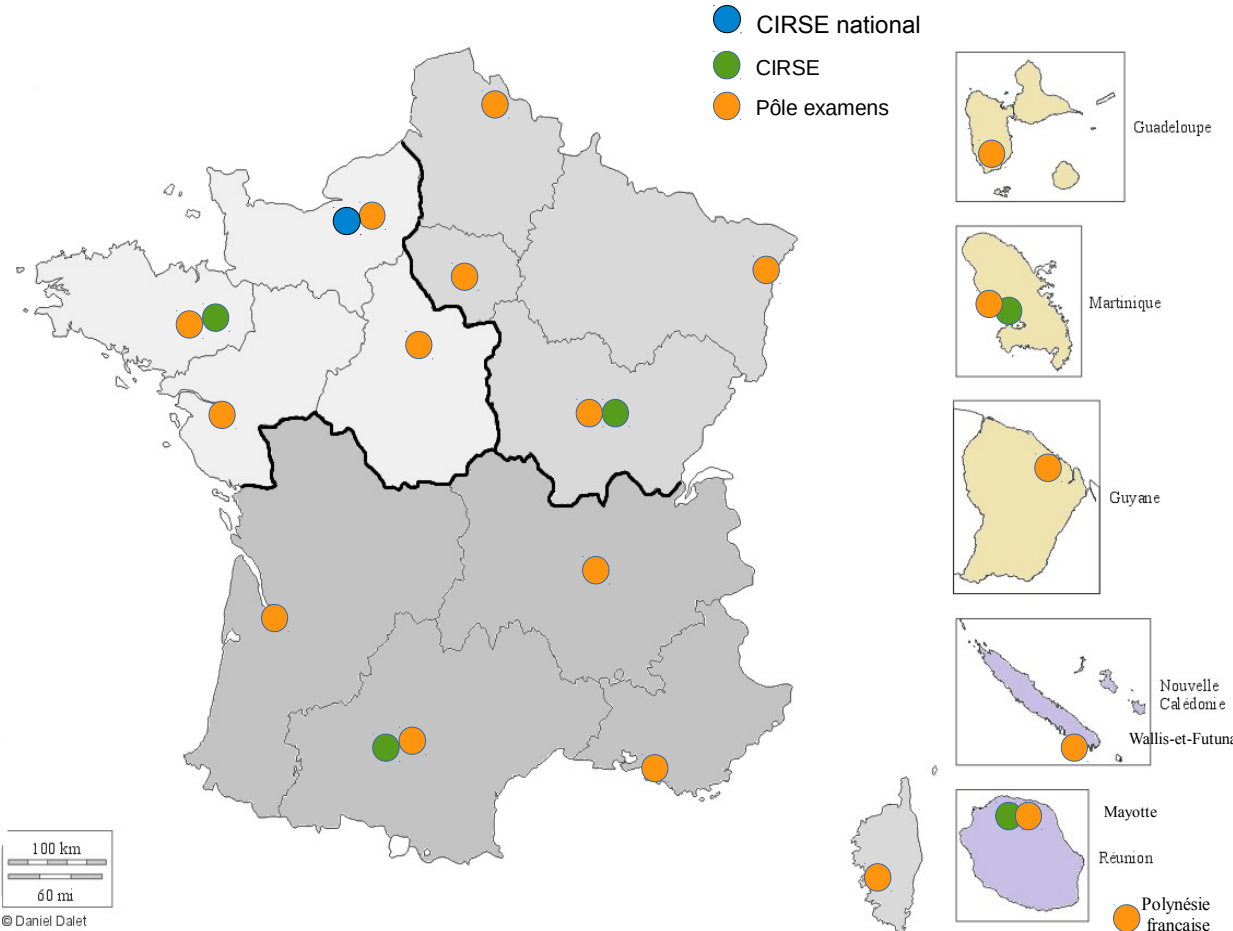 CIRSE national
CIRSE
Pôle examens
Guadeloupe
Martinique
Guyane
Nouvelle
Calédonie
Wallis-et-Futuna
Mayotte
Réunion
Polynésie
française
100 km
60 mi
© Daniel Dalet